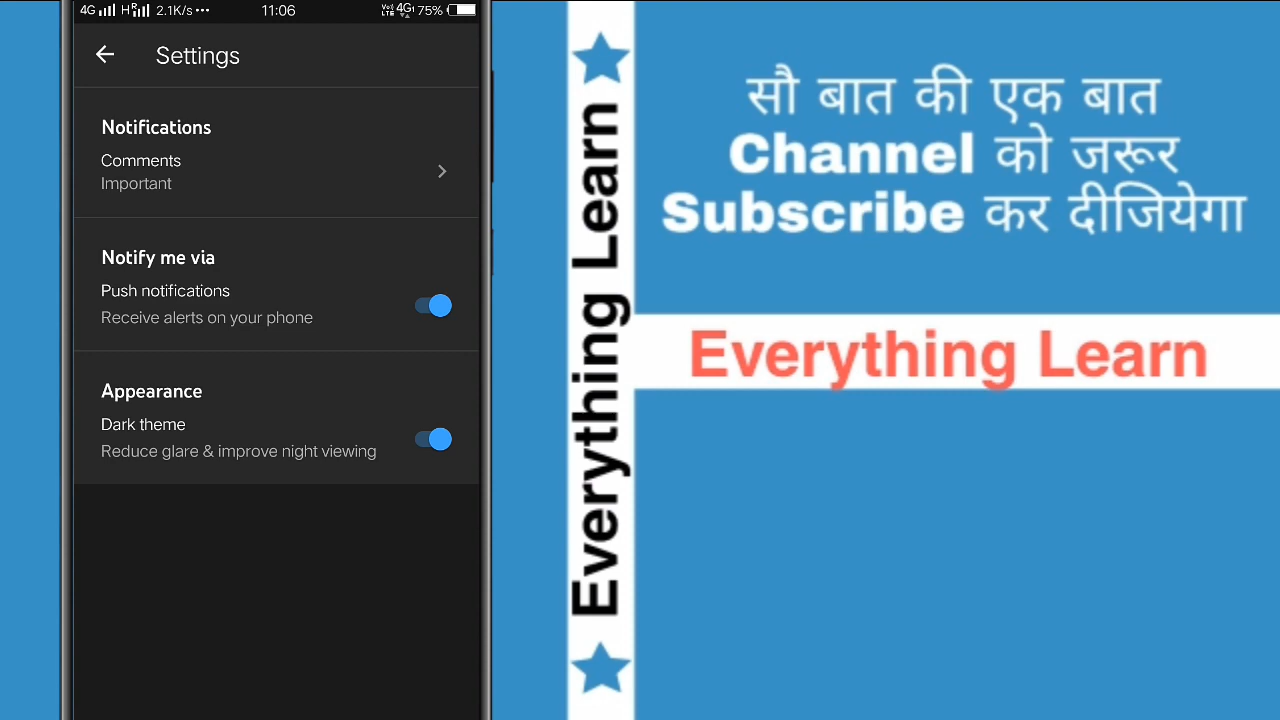 4G H 2.1K/s ••• 11:06 4G 75%
Settings
Notifications
Comments
Important
Notify me via
Push notifications
Receive alerts on your phone
Appearance
Dark theme
Reduce glare & improve night viewing
Everything Learn
सौ बात की एक बात
Channel को जरूर
Subscribe कर दीजियेगा
Everything Learn